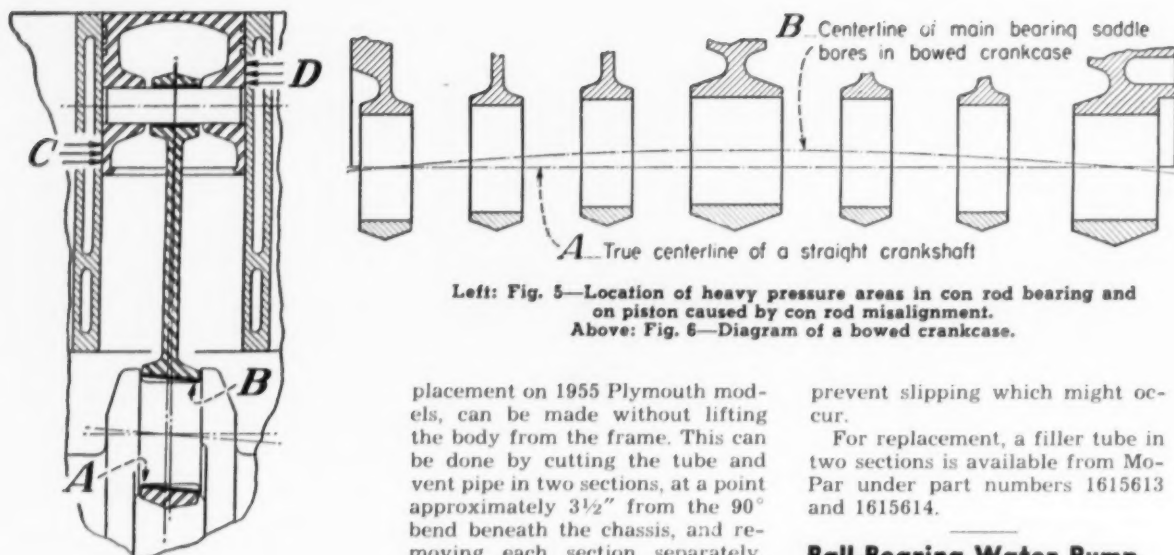 D
C
B
A
B Centerline of main bearing saddle
bores in bowed crankcase
A True centerline of a straight crankshaft
Left: Fig. 5—Location of heavy pressure areas in con rod bearing and
on piston caused by con rod misalignment.
Above: Fig. 6—Diagram of a bowed crankcase.
placement on 1955 Plymouth mod-
els, can be made without lifting
the body from the frame. This can
be done by cutting the tube and
vent pipe in two sections, at a point
approximately 3½″ from the 90°
bend beneath the chassis, and re-
moving each section separately.
prevent slipping which might oc-
cur.
For replacement, a filler tube in
two sections is available from Mo-
Par under part numbers 1615613
and 1615614.
Ball Bearing Water Pump